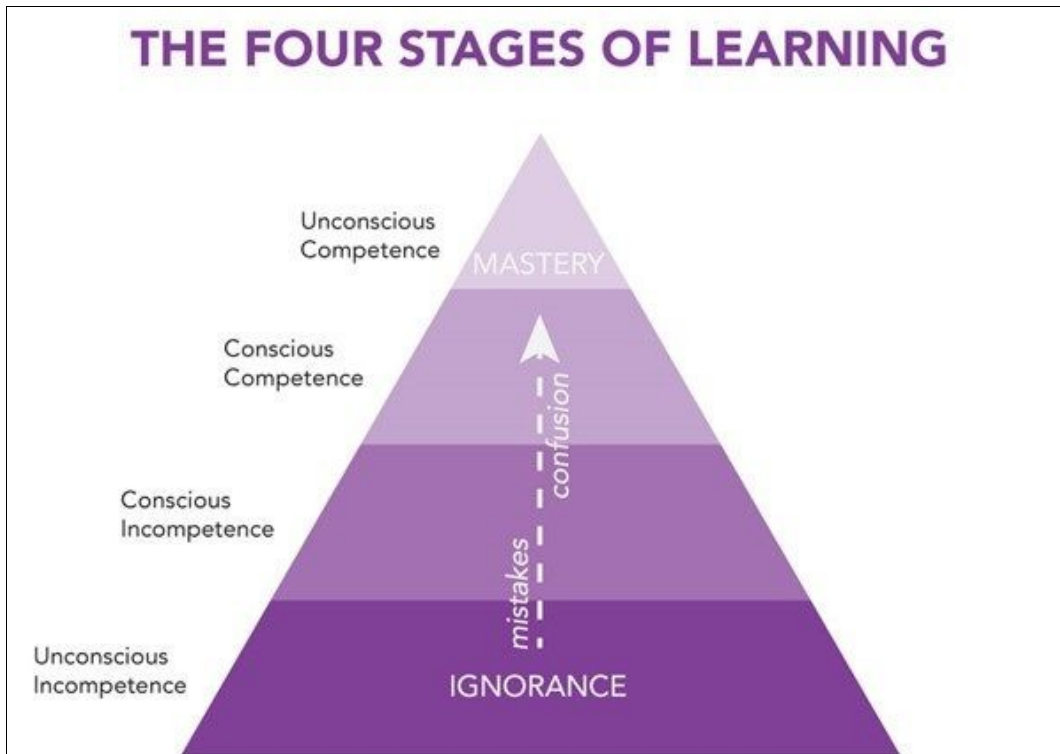 THE FOUR STAGES OF LEARNING
Unconscious
Competence
MASTERY
Conscious
Competence
confusion
Conscious
Incompetence
mistakes
Unconscious
Incompetence
IGNORANCE